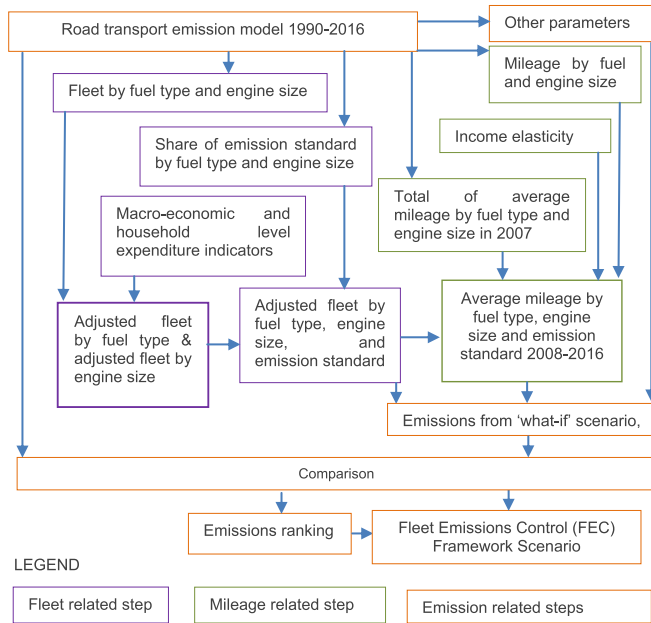 Road transport emission model 1990-2016
Other parameters
Fleet by fuel type and engine size
Mileage by fuel
and engine size
Share of emission standard
by fuel type and engine size
Income elasticity
Macro-economic and
household level
expenditure indicators
Total of average
mileage by fuel type and
engine size in 2007
Adjusted fleet
by fuel type &
adjusted fleet by
engine size
Adjusted fleet by
fuel type, engine
size, and
emission standard
Average mileage by
fuel type, engine
size and emission
standard 2008-2016
Emissions from ‘what-if’ scenario,
Comparison
Emissions ranking
Fleet Emissions Control (FEC)
Framework Scenario
LEGEND
Fleet related step
Mileage related step
Emission related steps